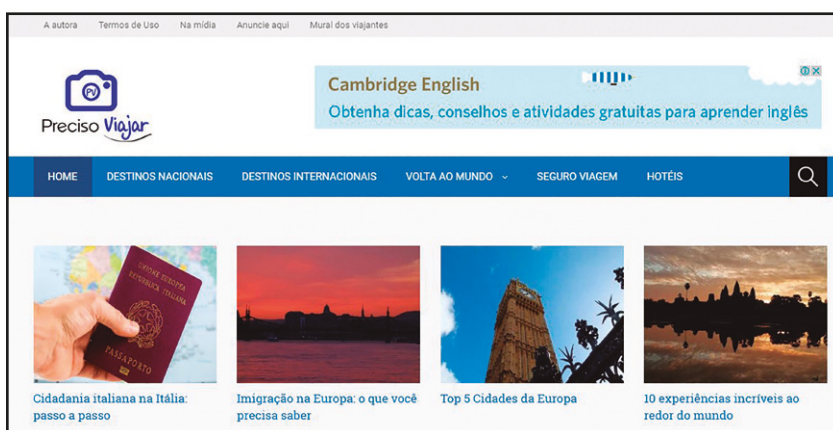 A autora Termos de Uso Na mídia Anuncie aqui Mural dos viajantes
PV
Preciso Viajar
Cambridge English
Obtenha dicas, conselhos e atividades gratuitas para aprender inglês
HOME DESTINOS NACIONAIS DESTINOS INTERNACIONAIS VOLTA AO MUNDO SEGURO VIAGEM HOTÉIS
UNIONE EUROPEA
REPUBBLICA ITALIANA
PASSAPORTO
Cidadania italiana na Itália:
passo a passo
Imigração na Europa: o que você
precisa saber
Top 5 Cidades da Europa
10 experiências incríveis ao
redor do mundo